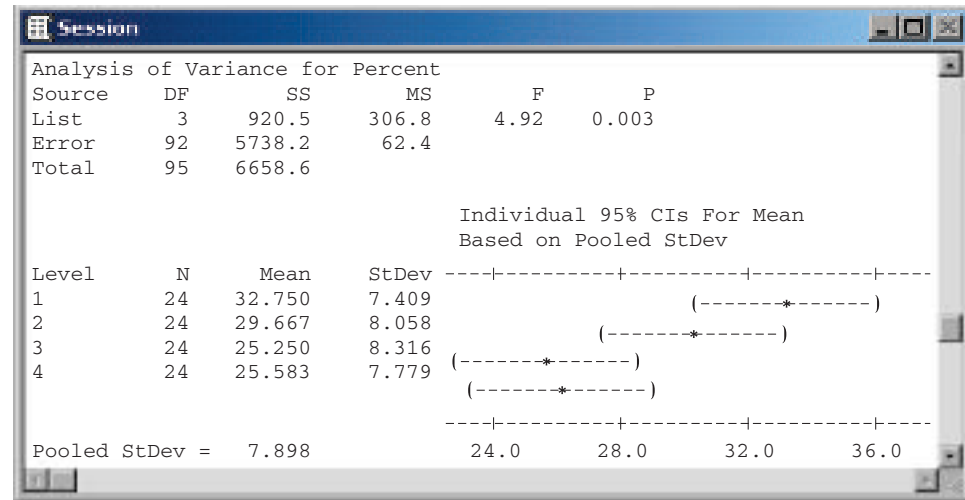 Session
Analysis of Variance for Percent
Source DF SS MS F P
List 3 920.5 306.8 4.92 0.003
Error 92 5738.2 62.4
Total 95 6658.6
Individual 95% CIs For Mean
Based on Pooled StDev
Level N Mean StDev ----+---------+---------+---------+----
1 24 32.750 7.409 (-------*-------)
2 24 29.667 8.058 (-------*-------)
3 24 25.250 8.316 (-------*-------)
4 24 25.583 7.779 (-------*-------)
----+---------+---------+---------+----
Pooled StDev = 7.898 24.0 28.0 32.0 36.0